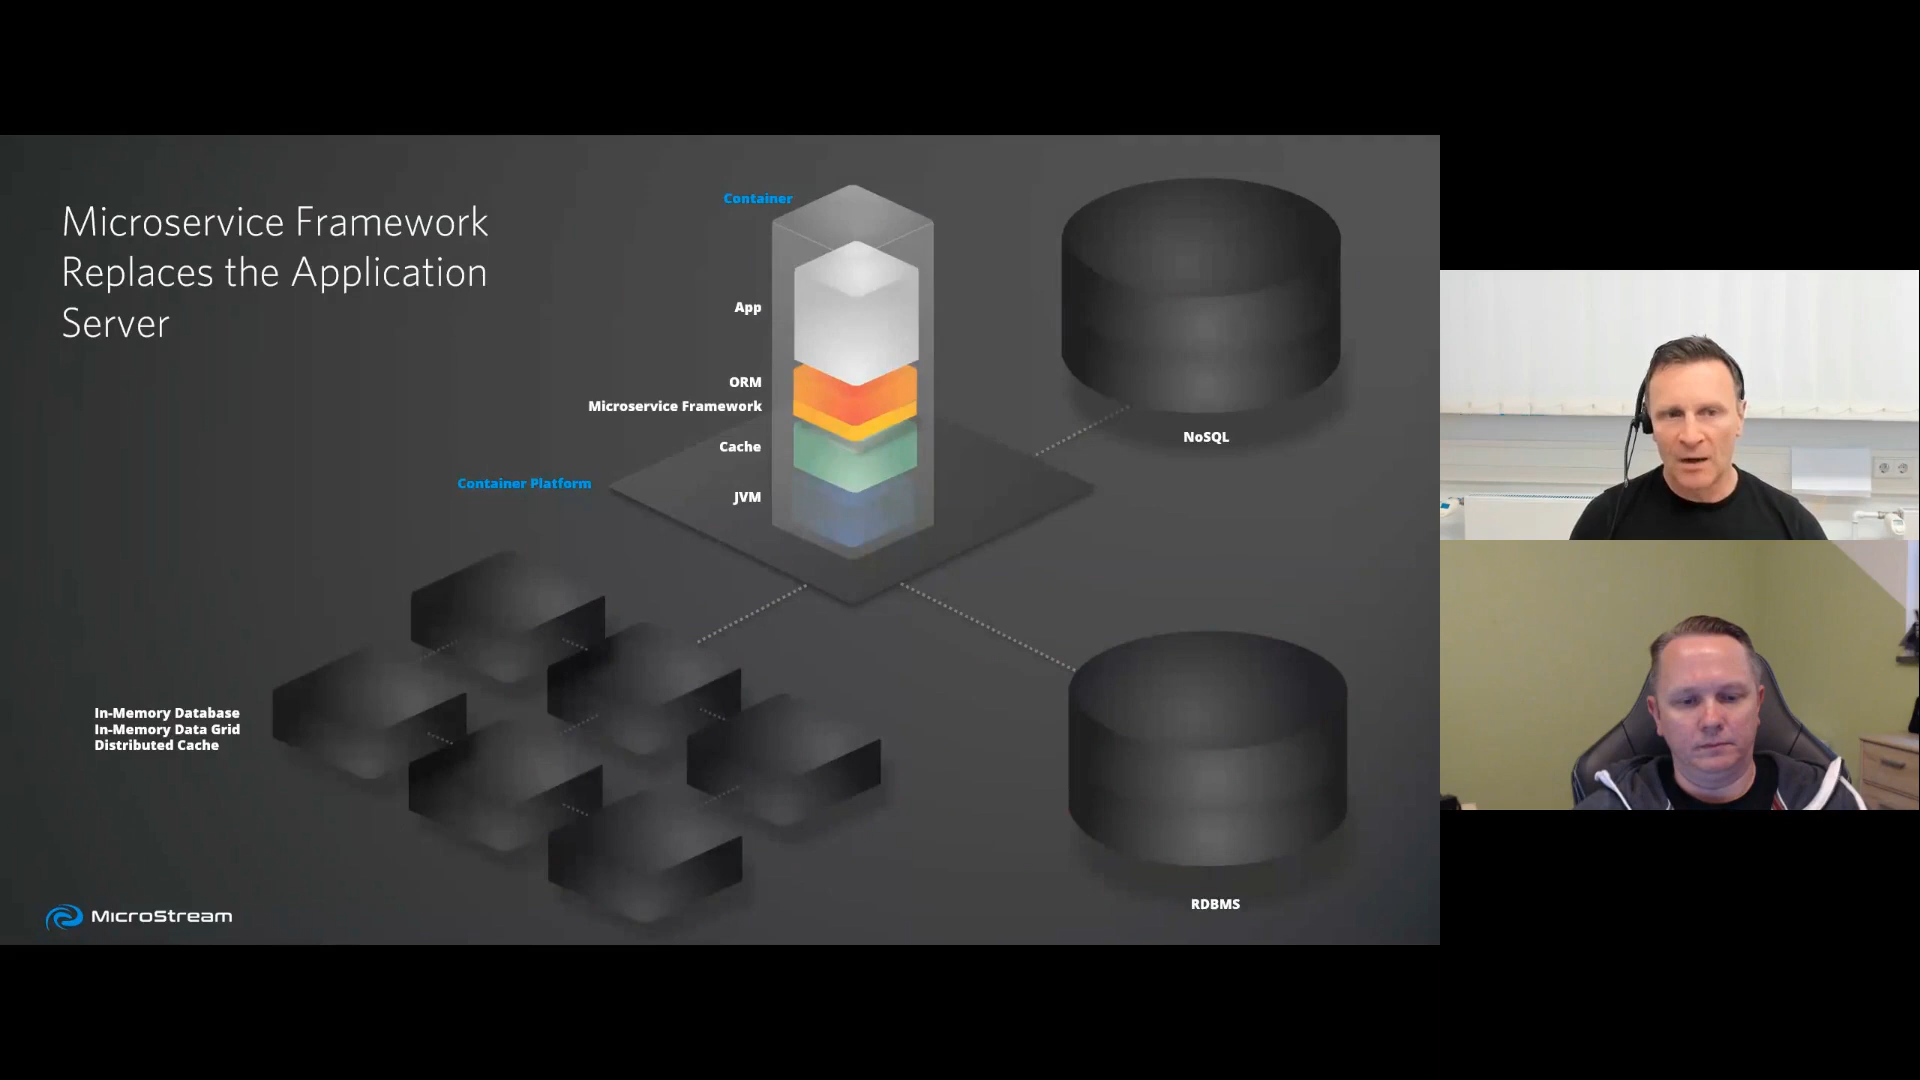 Microservice Framework
Replaces the Application
Server
Container
App
ORM
Microservice Framework
Cache
Container Platform
JVM
NoSQL
In-Memory Database
In-Memory Data Grid
Distributed Cache
RDBMS
MicroStream